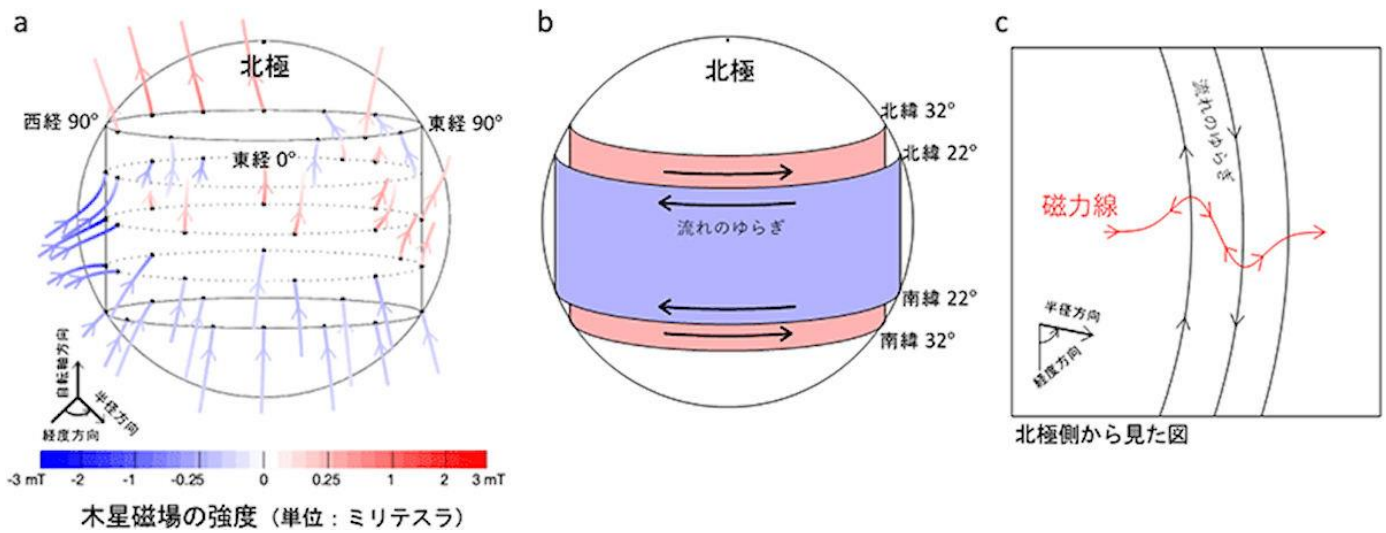 a
北極
西経 90°
東経 90°
東経 0°
自転軸方向
半径方向
経度方向
-3 mT -2 -1 -0.25 0 0.25 1 2 3 mT
木星磁場の強度（単位：ミリテスラ）
b
北極
北緯 32°
北緯 22°
流れのゆらぎ
南緯 22°
南緯 32°
c
流れのゆらぎ
磁力線
半径方向
経度方向
北極側から見た図